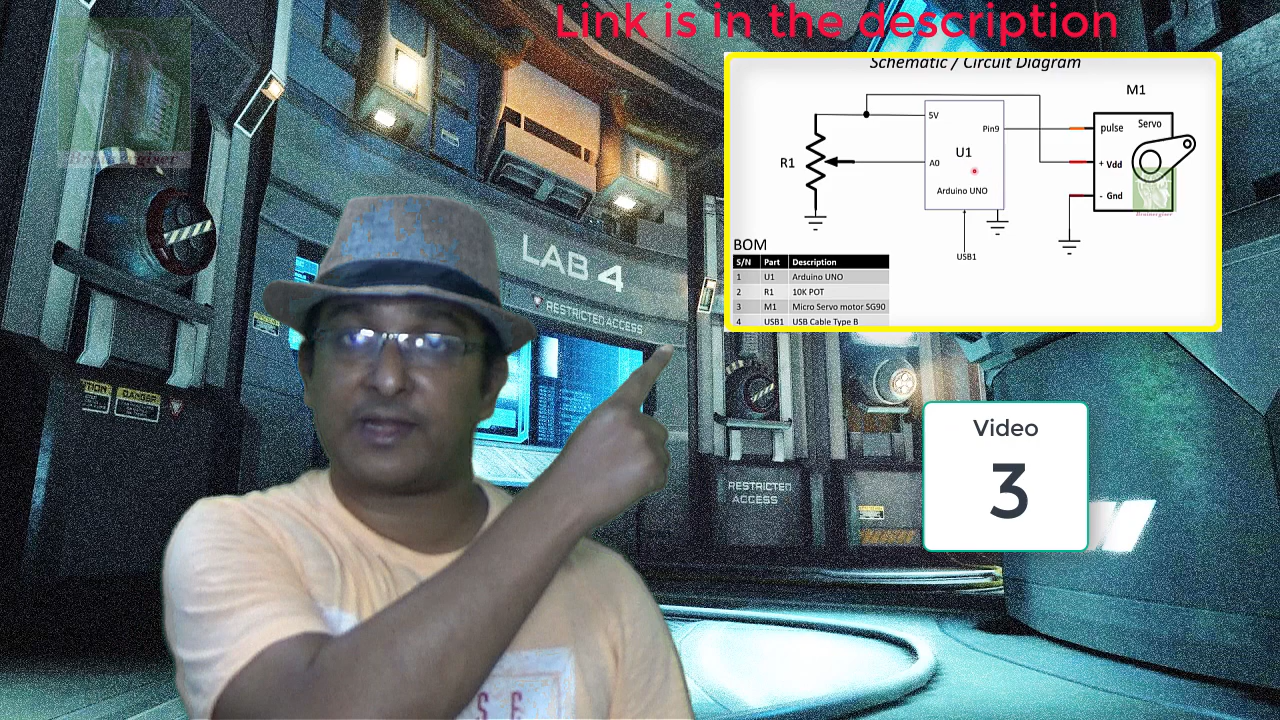 Link is in the description
Schematic / Circuit Diagram
M1
5V
Pin9
pulse
Servo
R1
A0
U1
+ Vdd
Arduino UNO
- Gnd
Brainergiser
USB1
BOM
S/N Part Description
1 U1 Arduino UNO
2 R1 10K POT
3 M1 Micro Servo motor SG90
4 USB1 USB Cable Type B
LAB 4
RESTRICTED ACCESS
DANGER
RESTRICTED
ACCESS
Video
3